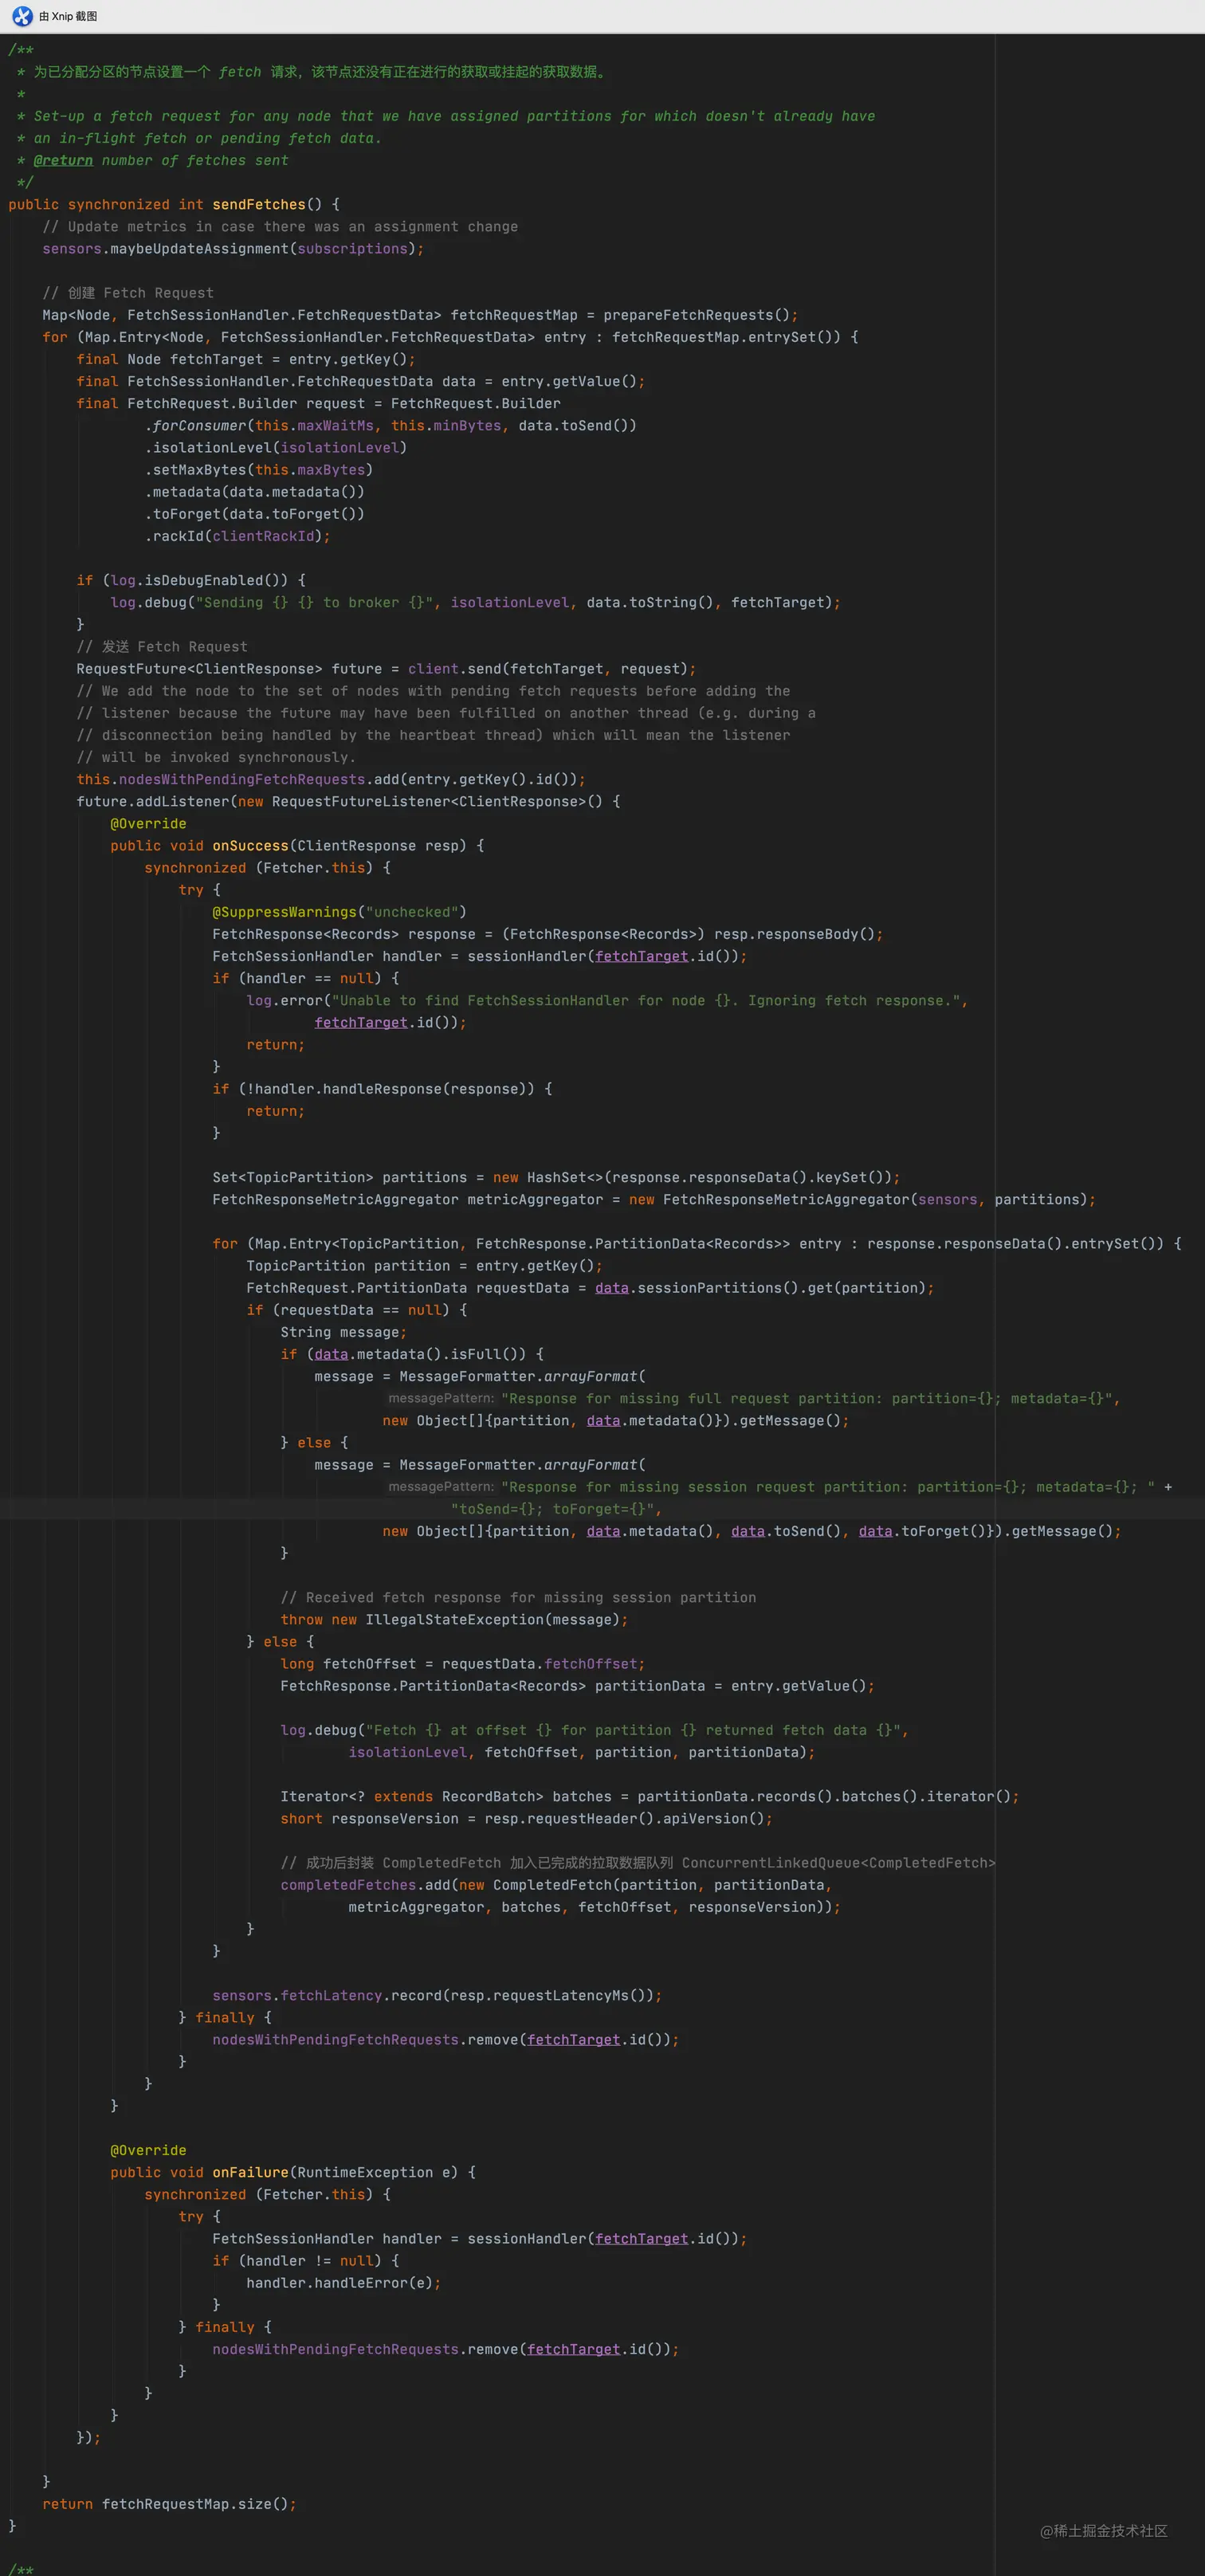 由 Xnip 截图
/**
 * 为已分配分区的节点设置一个 fetch 请求，该节点还没有正在进行的获取或挂起的获取数据。
 *
 * Set-up a fetch request for any node that we have assigned partitions for which doesn't already have
 * an in-flight fetch or pending fetch data.
 * @return number of fetches sent
 */
public synchronized int sendFetches() {
    // Update metrics in case there was an assignment change
    sensors.maybeUpdateAssignment(subscriptions);

    // 创建 Fetch Request
    Map<Node, FetchSessionHandler.FetchRequestData> fetchRequestMap = prepareFetchRequests();
    for (Map.Entry<Node, FetchSessionHandler.FetchRequestData> entry : fetchRequestMap.entrySet()) {
        final Node fetchTarget = entry.getKey();
        final FetchSessionHandler.FetchRequestData data = entry.getValue();
        final FetchRequest.Builder request = FetchRequest.Builder
                .forConsumer(this.maxWaitMs, this.minBytes, data.toSend())
                .isolationLevel(isolationLevel)
                .setMaxBytes(this.maxBytes)
                .metadata(data.metadata())
                .toForget(data.toForget())
                .rackId(clientRackId);

        if (log.isDebugEnabled()) {
            log.debug("Sending {} {} to broker {}", isolationLevel, data.toString(), fetchTarget);
        }
        // 发送 Fetch Request
        RequestFuture<ClientResponse> future = client.send(fetchTarget, request);
        // We add the node to the set of nodes with pending fetch requests before adding the
        // listener because the future may have been fulfilled on another thread (e.g. during a
        // disconnection being handled by the heartbeat thread) which will mean the listener
        // will be invoked synchronously.
        this.nodesWithPendingFetchRequests.add(entry.getKey().id());
        future.addListener(new RequestFutureListener<ClientResponse>() {
            @Override
            public void onSuccess(ClientResponse resp) {
                synchronized (Fetcher.this) {
                    try {
                        @SuppressWarnings("unchecked")
                        FetchResponse<Records> response = (FetchResponse<Records>) resp.responseBody();
                        FetchSessionHandler handler = sessionHandler(fetchTarget.id());
                        if (handler == null) {
                            log.error("Unable to find FetchSessionHandler for node {}. Ignoring fetch response.",
                                    fetchTarget.id());
                            return;
                        }
                        if (!handler.handleResponse(response)) {
                            return;
                        }

                        Set<TopicPartition> partitions = new HashSet<>(response.responseData().keySet());
                        FetchResponseMetricAggregator metricAggregator = new FetchResponseMetricAggregator(sensors, partitions);

                        for (Map.Entry<TopicPartition, FetchResponse.PartitionData<Records>> entry : response.responseData().entrySet()) {
                            TopicPartition partition = entry.getKey();
                            FetchRequest.PartitionData requestData = data.sessionPartitions().get(partition);
                            if (requestData == null) {
                                String message;
                                if (data.metadata().isFull()) {
                                    message = MessageFormatter.arrayFormat(
                                            messagePattern: "Response for missing full request partition: partition={}; metadata={}",
                                            new Object[]{partition, data.metadata()}).getMessage();
                                } else {
                                    message = MessageFormatter.arrayFormat(
                                            messagePattern: "Response for missing session request partition: partition={}; metadata={}; " +
                                                    "toSend={}; toForget={}",
                                            new Object[]{partition, data.metadata(), data.toSend(), data.toForget()}).getMessage();
                                }

                                // Received fetch response for missing session partition
                                throw new IllegalStateException(message);
                            } else {
                                long fetchOffset = requestData.fetchOffset;
                                FetchResponse.PartitionData<Records> partitionData = entry.getValue();

                                log.debug("Fetch {} at offset {} for partition {} returned fetch data {}",
                                        isolationLevel, fetchOffset, partition, partitionData);

                                Iterator<? extends RecordBatch> batches = partitionData.records().batches().iterator();
                                short responseVersion = resp.requestHeader().apiVersion();

                                // 成功后封装 CompletedFetch 加入已完成的拉取数据队列 ConcurrentLinkedQueue<CompletedFetch>
                                completedFetches.add(new CompletedFetch(partition, partitionData,
                                        metricAggregator, batches, fetchOffset, responseVersion));
                            }
                        }

                        sensors.fetchLatency.record(resp.requestLatencyMs());
                    } finally {
                        nodesWithPendingFetchRequests.remove(fetchTarget.id());
                    }
                }
            }

            @Override
            public void onFailure(RuntimeException e) {
                synchronized (Fetcher.this) {
                    try {
                        FetchSessionHandler handler = sessionHandler(fetchTarget.id());
                        if (handler != null) {
                            handler.handleError(e);
                        }
                    } finally {
                        nodesWithPendingFetchRequests.remove(fetchTarget.id());
                    }
                }
            }
        });

    }
    return fetchRequestMap.size();
}
@稀土掘金技术社区
/**